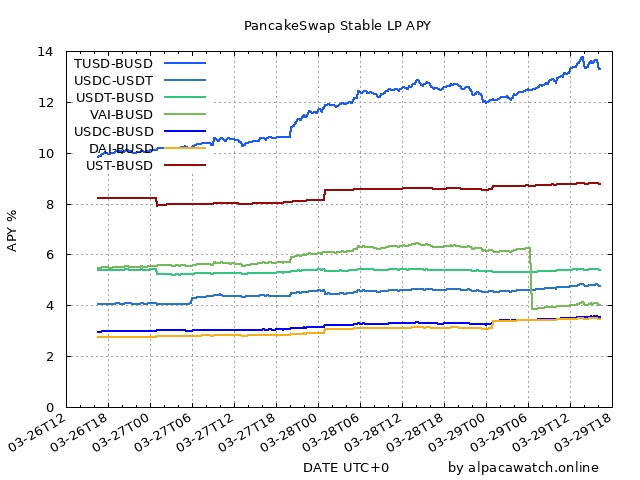 PancakeSwap Stable LP APY
14
12
10
8
6
4
2
0
APY %
TUSD-BUSD
USDC-USDT
USDT-BUSD
VAI-BUSD
USDC-BUSD
DAI-BUSD
UST-BUSD
03-26T12
03-26T18
03-27T00
03-27T06
03-27T12
03-27T18
03-28T00
03-28T06
03-28T12
03-28T18
03-29T00
03-29T06
03-29T12
03-29T18
DATE UTC+0
by alpacawatch.online